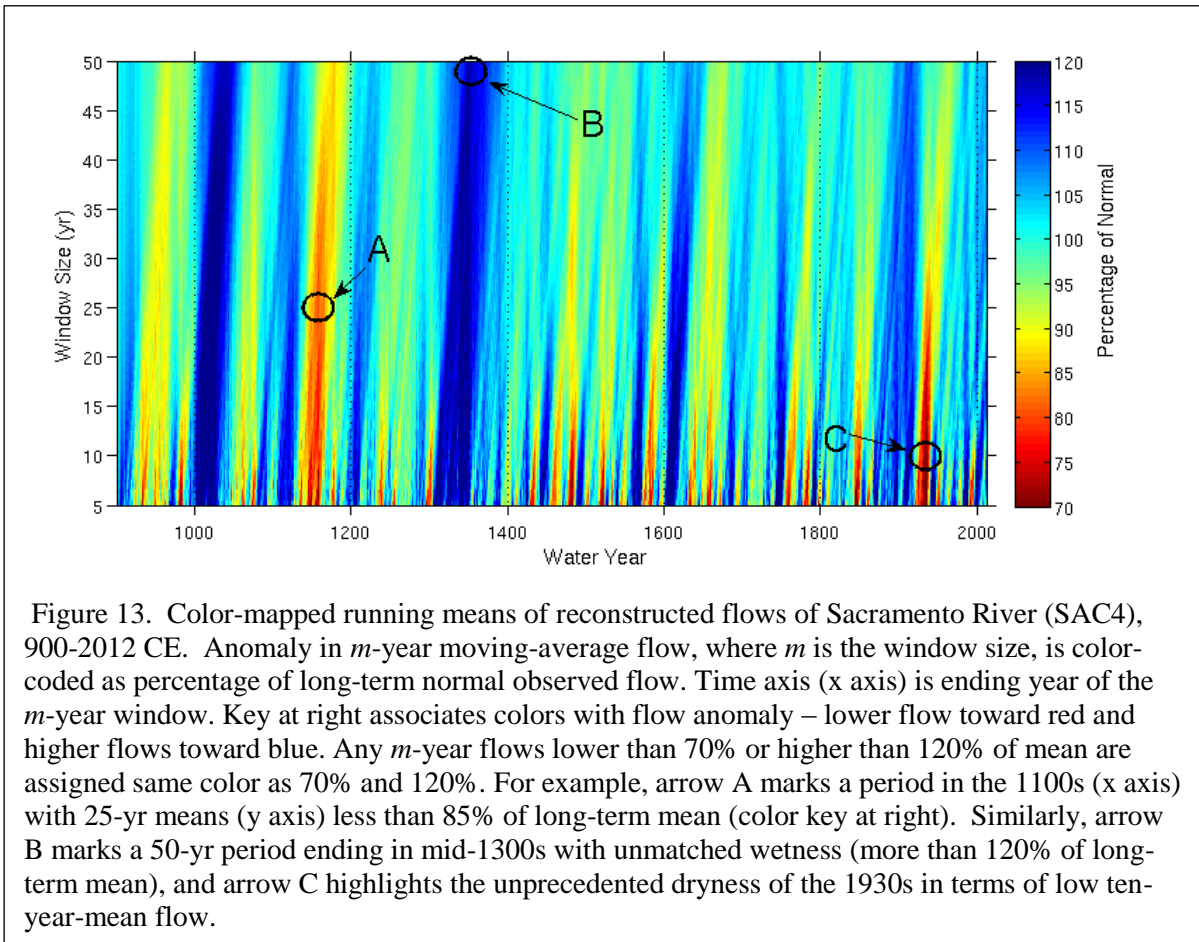 50
45
40
35
30
25
20
15
10
5
Window Size (yr)
A
B
C
1000
1200
1400
1600
1800
2000
Water Year
120
115
110
105
100
95
90
85
80
75
70
Percentage of Normal
Figure 13. Color-mapped running means of reconstructed flows of Sacramento River (SAC4),
900-2012 CE. Anomaly in m-year moving-average flow, where m is the window size, is color-
coded as percentage of long-term normal observed flow. Time axis (x axis) is ending year of the
m-year window. Key at right associates colors with flow anomaly – lower flow toward red and
higher flows toward blue. Any m-year flows lower than 70% or higher than 120% of mean are
assigned same color as 70% and 120%. For example, arrow A marks a period in the 1100s (x axis)
with 25-yr means (y axis) less than 85% of long-term mean (color key at right). Similarly, arrow
B marks a 50-yr period ending in mid-1300s with unmatched wetness (more than 120% of long-
term mean), and arrow C highlights the unprecedented dryness of the 1930s in terms of low ten-
year-mean flow.